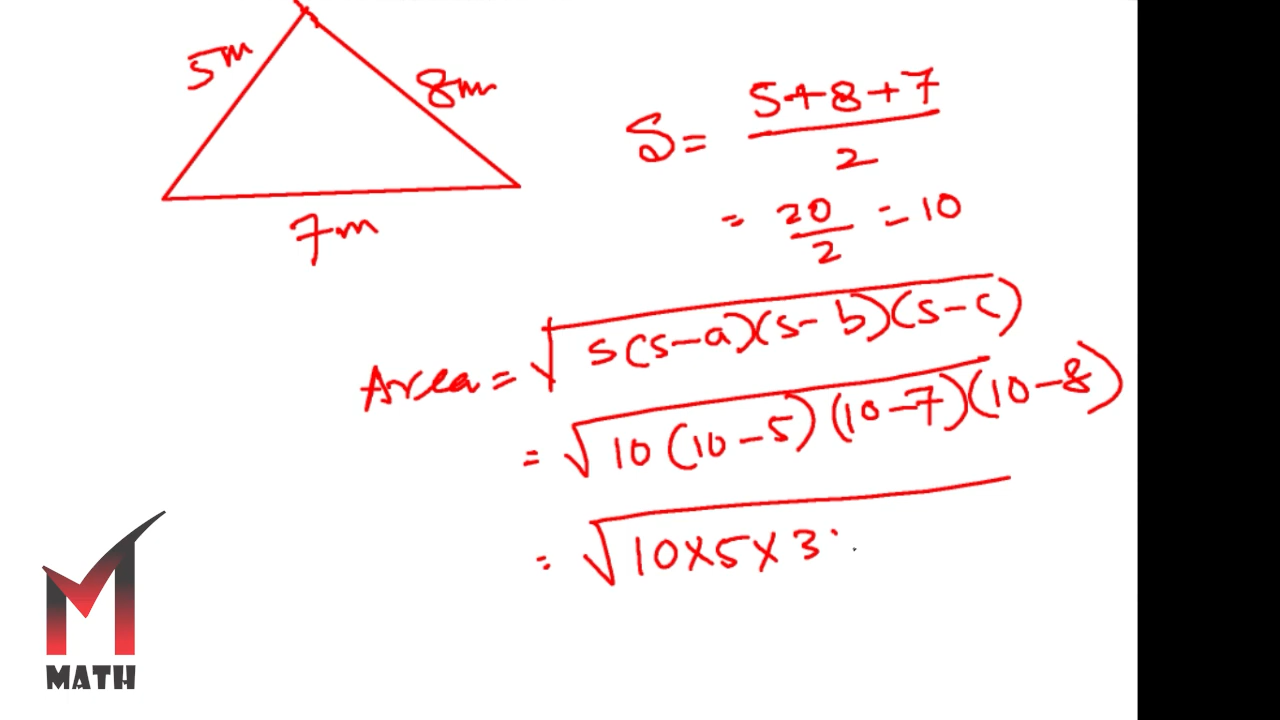 5m
8m
7m
S = 5+8+7
2
= 20 = 10
2
Area = √s(s-a)(s-b)(s-c)
= √10(10-5)(10-7)(10-8)
= √10×5×3
MATH